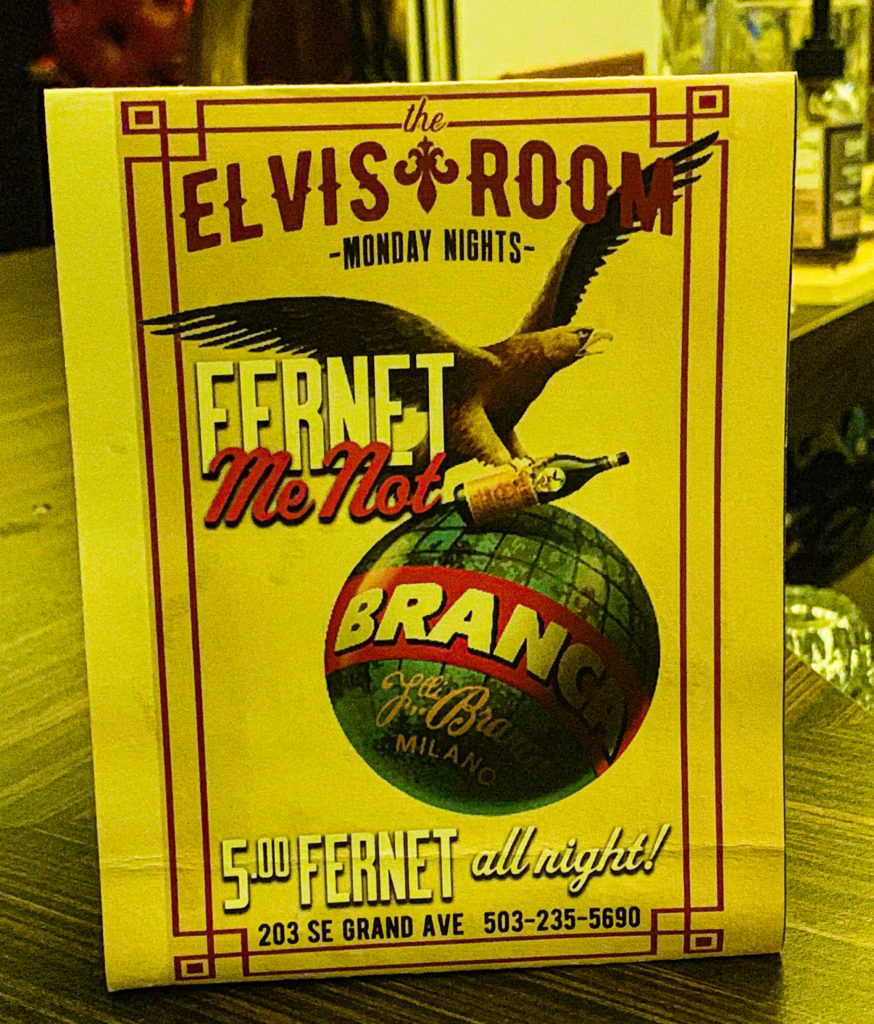 the
ELVIS ROOM
-MONDAY NIGHTS-
FERNET
Me Not
BRANCA
Flli Branca
MILANO
5.00 FERNET all night!
203 SE GRAND AVE 503-235-5690